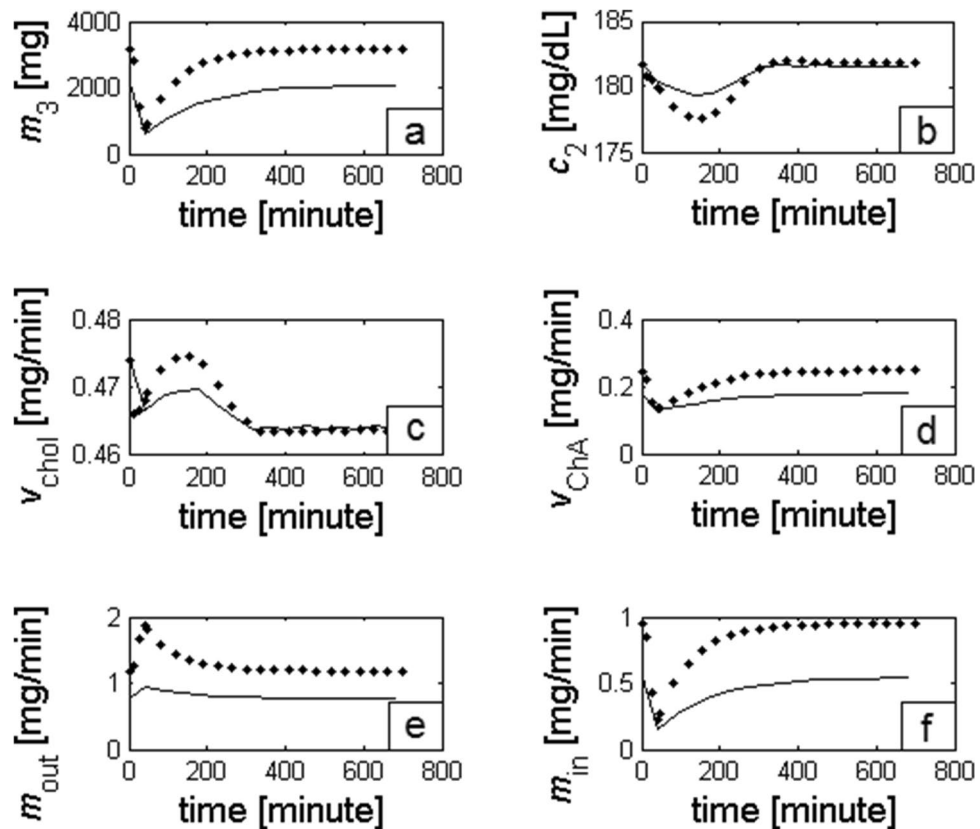 m3 [mg]
4000
2000
0
0 200 400 600 800
time [minute]
a
c2 [mg/dL]
185
180
175
0 200 400 600 800
time [minute]
b
vchol [mg/min]
0.48
0.47
0.46
0 200 400 600 800
time [minute]
c
vChA [mg/min]
0.4
0.2
0
0 200 400 600 800
time [minute]
d
mout [mg/min]
2
1
0
0 200 400 600 800
time [minute]
e
min [mg/min]
1
0.5
0
0 200 400 600 800
time [minute]
f